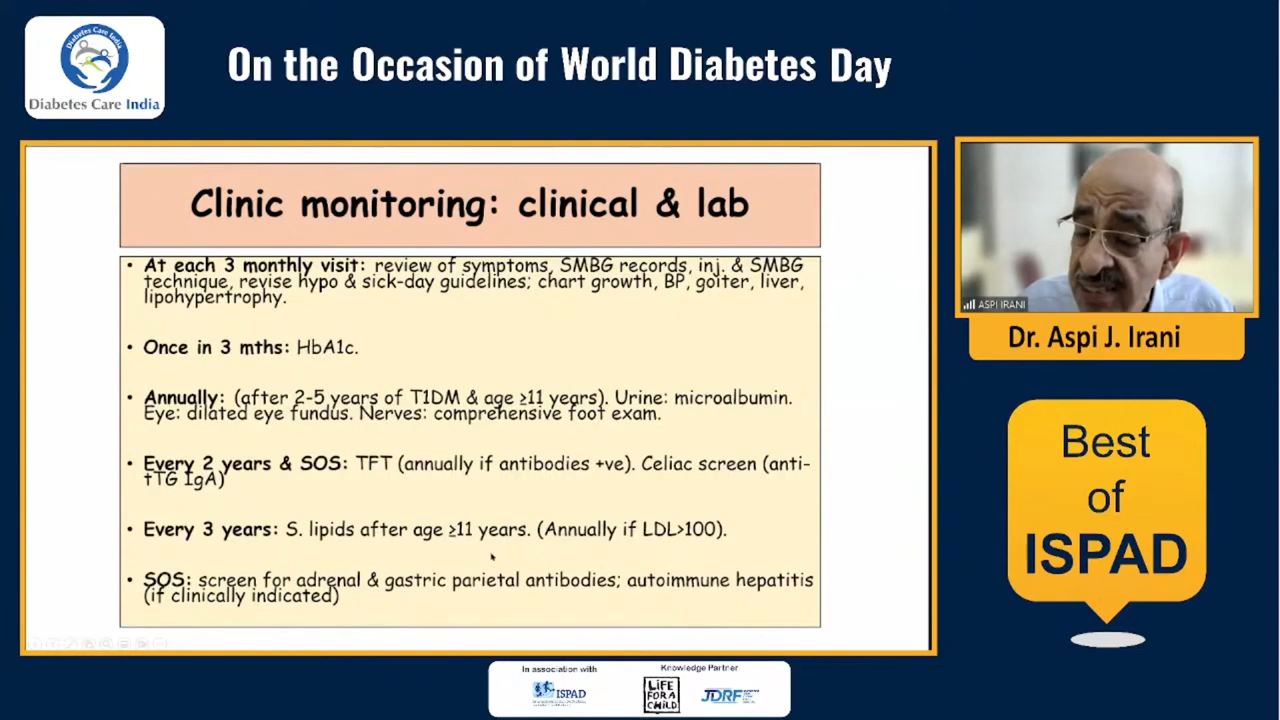 Diabetes Care India
Diabetes Care India
On the Occasion of World Diabetes Day
Clinic monitoring: clinical & lab
• At each 3 monthly visit: review of symptoms, SMBG records, inj. & SMBG
technique, revise hypo & sick-day guidelines; chart growth, BP, goiter, liver,
lipohypertrophy.
• Once in 3 mths: HbA1c.
• Annually: (after 2-5 years of T1DM & age ≥11 years). Urine: microalbumin.
Eye: dilated eye fundus. Nerves: comprehensive foot exam.
• Every 2 years & SOS: TFT (annually if antibodies +ve). Celiac screen (anti-
tTG IgA)
• Every 3 years: S. lipids after age ≥11 years. (Annually if LDL>100).
• SOS: screen for adrenal & gastric parietal antibodies; autoimmune hepatitis
(if clinically indicated)
ASPI IRANI
Dr. Aspi J. Irani
Best
of
ISPAD
In association with
ISPAD
Knowledge Partner
LiFE
FOR A
CHiLD
JDRF